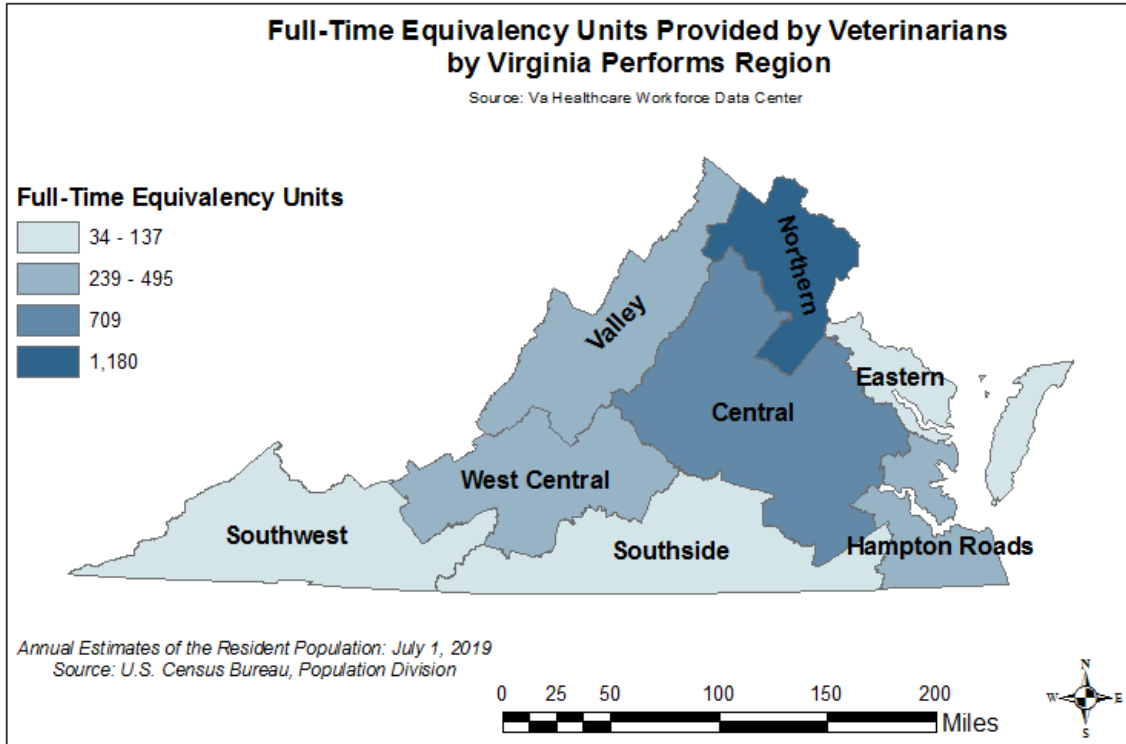 Full-Time Equivalency Units Provided by Veterinarians
by Virginia Performs Region
Source: Va Healthcare Workforce Data Center
Full-Time Equivalency Units
34 - 137
239 - 495
709
1,180
Northern
Valley
Eastern
Central
West Central
Southwest
Southside
Hampton Roads
Annual Estimates of the Resident Population: July 1, 2019
Source: U.S. Census Bureau, Population Division
0 25 50 100 150 200
Miles
N
W E
S